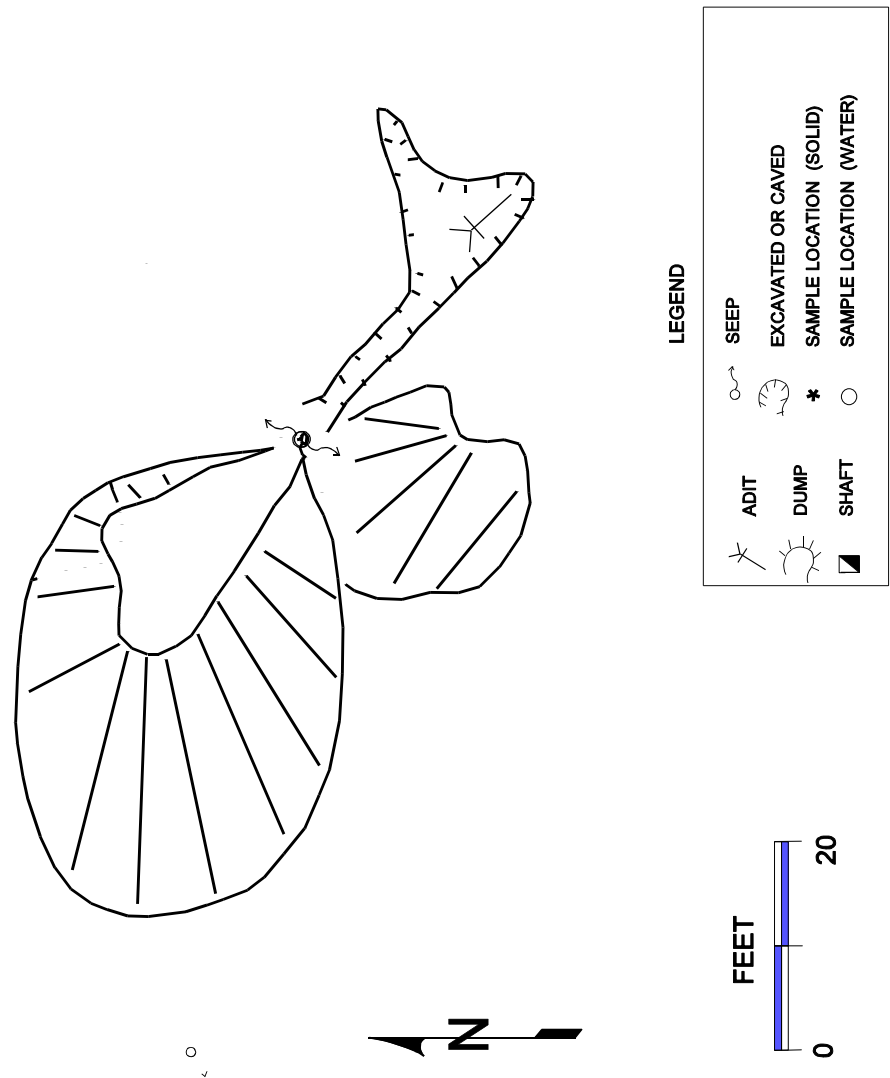 LEGEND
SEEP
EXCAVATED OR CAVED
SAMPLE LOCATION (SOLID)
SAMPLE LOCATION (WATER)
ADIT
DUMP
SHAFT
FEET
0 20
N